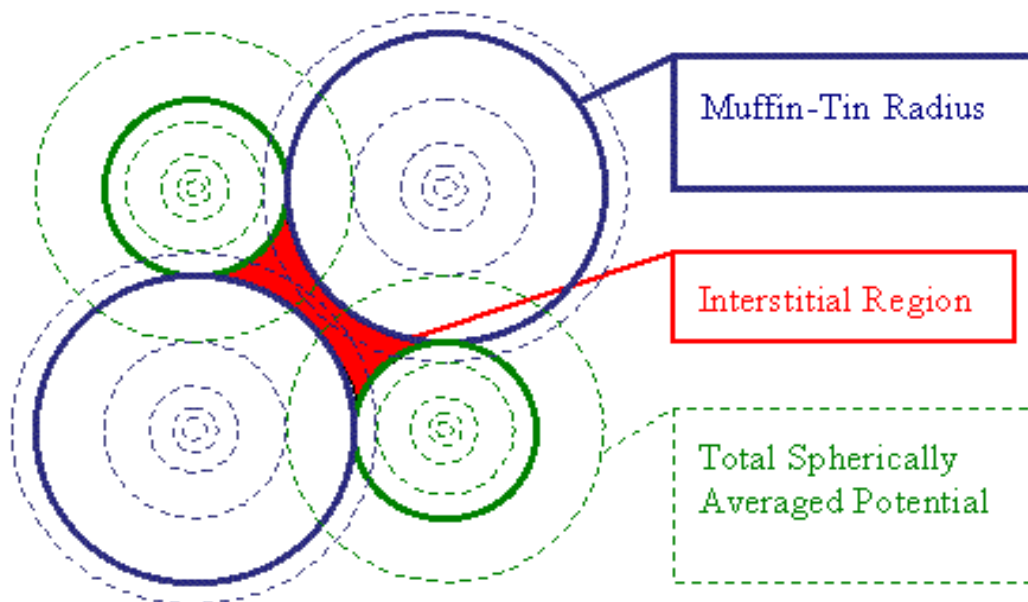 Muffin-Tin Radius
Interstitial Region
Total Spherically
Averaged Potential